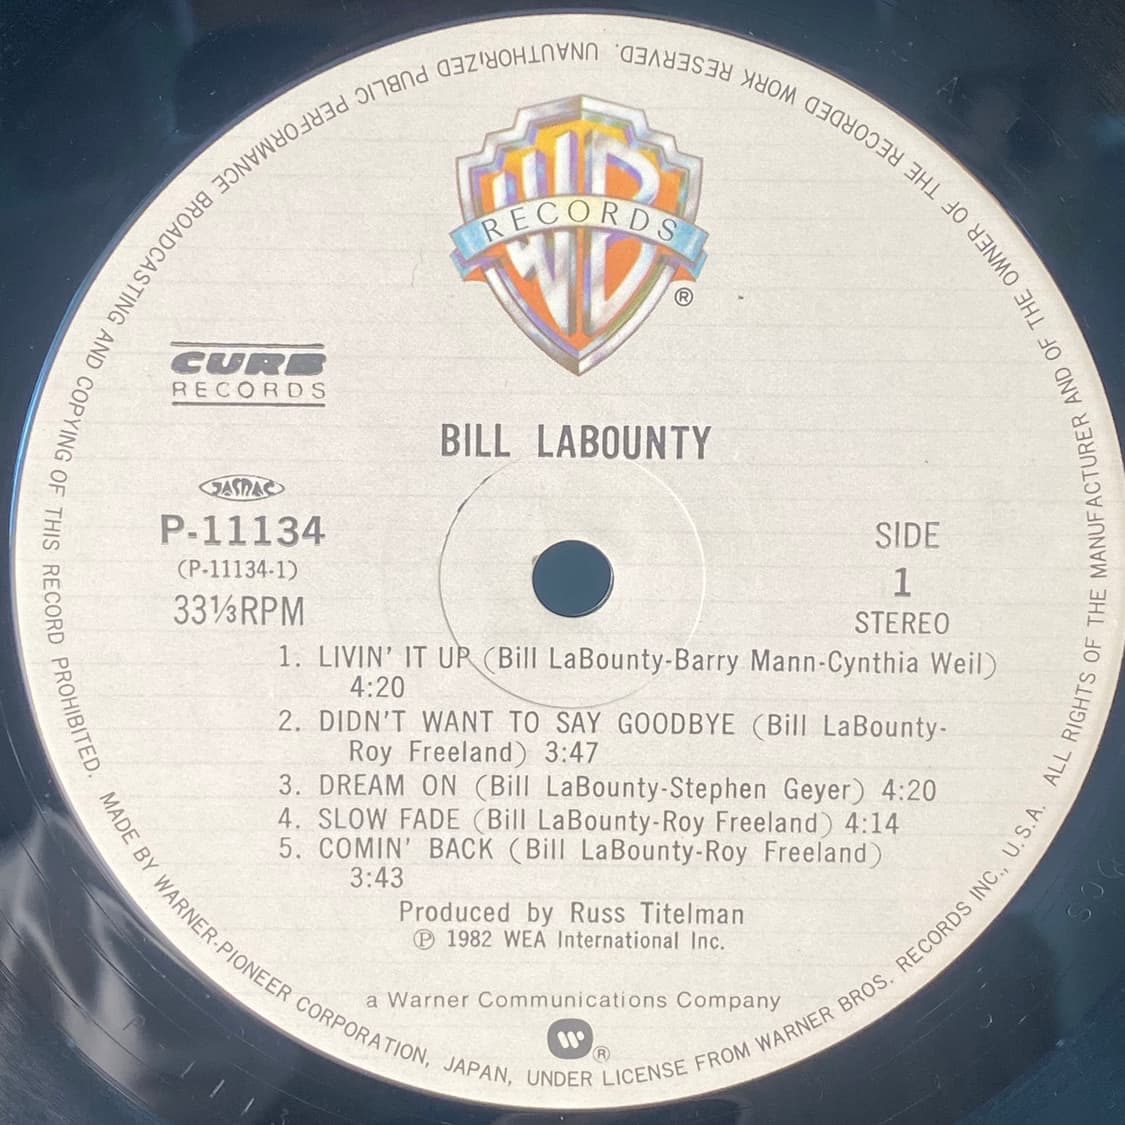 WB
RECORDS
®
CURB
RECORDS
BILL LABOUNTY
JASRAC
P-11134
(P-11134-1)
33⅓RPM
SIDE
1
STEREO
1. LIVIN' IT UP (Bill LaBounty-Barry Mann-Cynthia Weil)
4:20
2. DIDN'T WANT TO SAY GOODBYE (Bill LaBounty-
Roy Freeland) 3:47
3. DREAM ON (Bill LaBounty-Stephen Geyer) 4:20
4. SLOW FADE (Bill LaBounty-Roy Freeland) 4:14
5. COMIN' BACK (Bill LaBounty-Roy Freeland)
3:43
Produced by Russ Titelman
Ⓟ 1982 WEA International Inc.
a Warner Communications Company
®
MADE BY WARNER-PIONEER CORPORATION, JAPAN, UNDER LICENSE FROM WARNER BROS. RECORDS INC., U.S.A. ALL RIGHTS OF THE MANUFACTURER AND OF THE OWNER OF THE RECORDED WORK RESERVED. UNAUTHORIZED PUBLIC PERFORMANCE BROADCASTING AND COPYING OF THIS RECORD PROHIBITED.